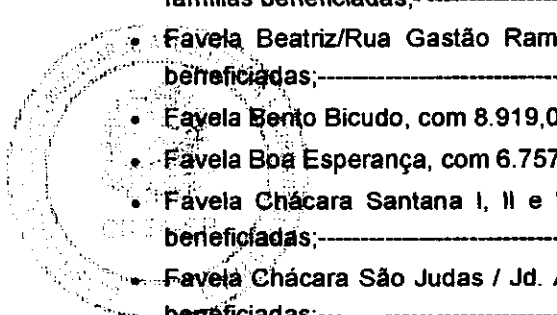 famílias beneficiadas;-------------------
• Favela Beatriz/Rua Gastão Ram
beneficiadas;------------------------------
• Favela Bento Bicudo, com 8.919,0
• Favela Boa Esperança, com 6.757
• Favela Chácara Santana I, II e
beneficiadas;------------------------------
• Favela Chácara São Judas / Jd.
beneficiadas;